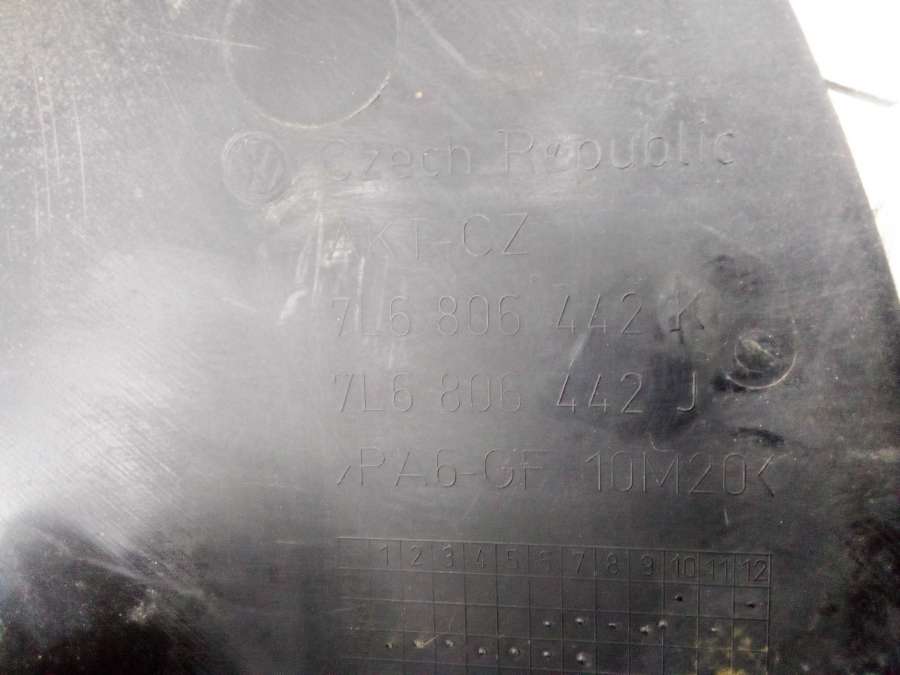 Czech Republic
AKT-CZ
7L6 806 442 K
7L6 806 442 J
>PA6-GF 10M20<
1 2 3 4 5 6 7 8 9 10 11 12